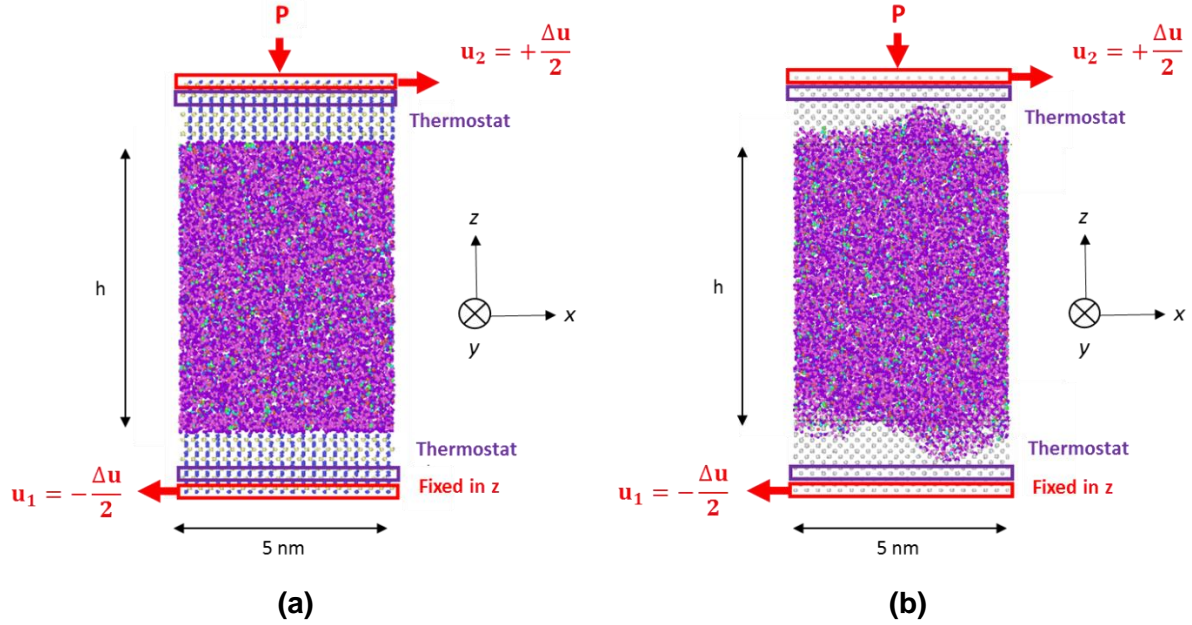 P
u₂ = + Δu/2
Thermostat
h
z
x
y
Thermostat
u₁ = − Δu/2
Fixed in z
5 nm
(a)
P
u₂ = + Δu/2
Thermostat
h
z
x
y
Thermostat
u₁ = − Δu/2
Fixed in z
5 nm
(b)